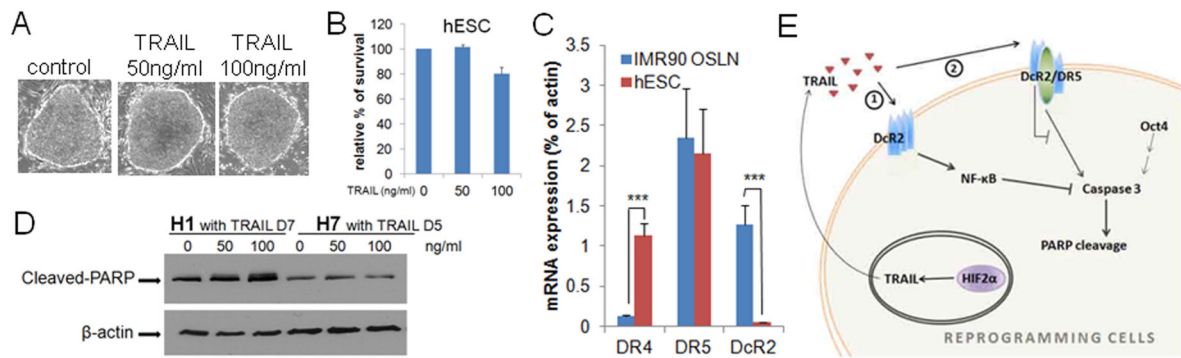 A
control
TRAIL
50ng/ml
TRAIL
100ng/ml
B
hESC
relative % of survival
120
100
80
60
40
20
0
TRAIL (ng/ml)
0
50
100
C
mRNA expression (% of actin)
3.5
3
2.5
2
1.5
1
0.5
0
IMR90 OSLN
hESC
***
***
DR4
DR5
DcR2
D
H1 with TRAIL D7
H7 with TRAIL D5
0 50 100 0 50 100 ng/ml
Cleaved-PARP
β-actin
E
TRAIL
2
DcR2/DR5
1
DcR2
Oct4
NF-κB
Caspase 3
PARP cleavage
TRAIL
HIF2α
REPROGRAMMING CELLS